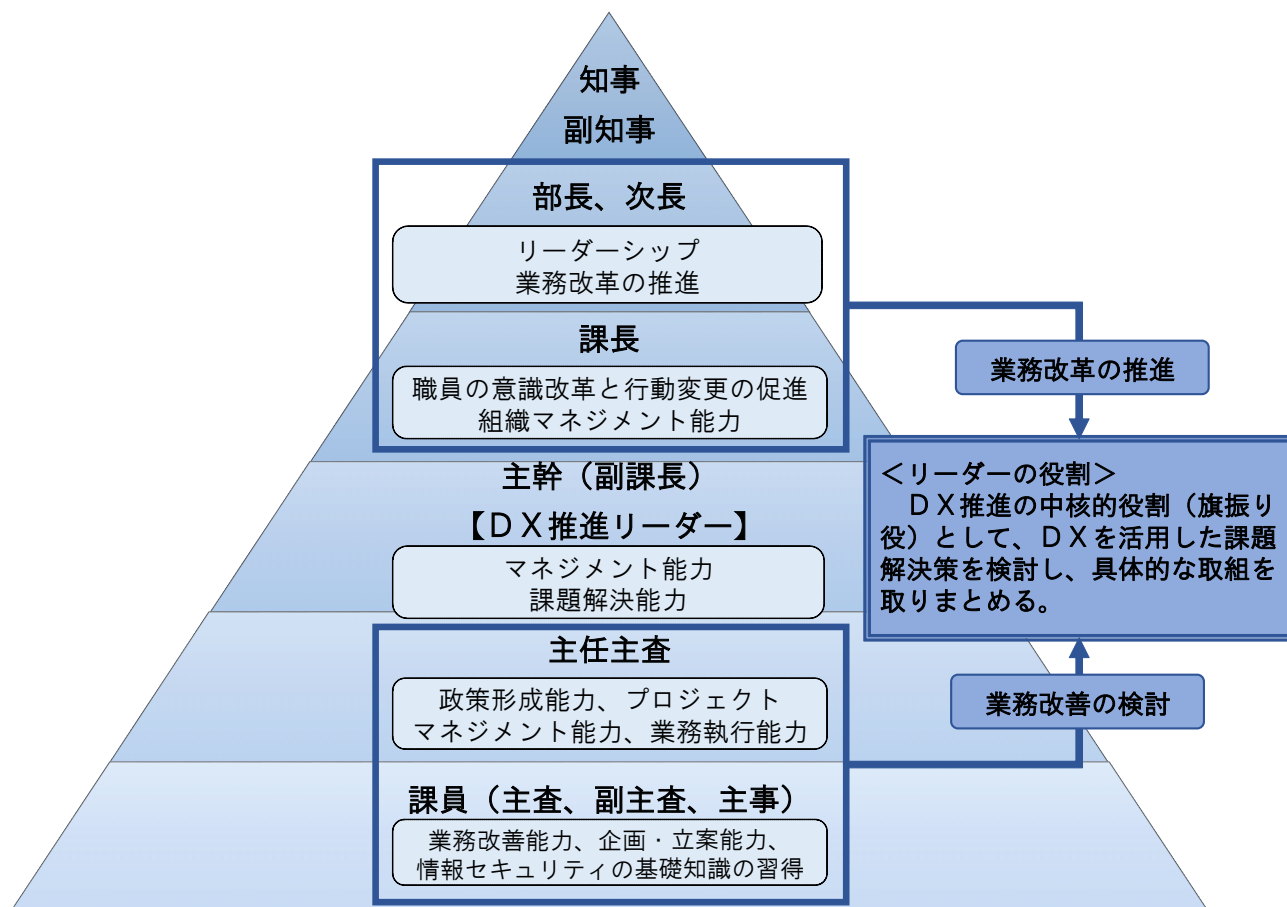 知事
副知事
部長、次長
リーダーシップ
業務改革の推進
課長
職員の意識改革と行動変更の促進
組織マネジメント能力
主幹（副課長）
【ＤＸ推進リーダー】
マネジメント能力
課題解決能力
主任主査
政策形成能力、プロジェクト
マネジメント能力、業務執行能力
課員（主査、副主査、主事）
業務改善能力、企画・立案能力、
情報セキュリティの基礎知識の習得
業務改革の推進
＜リーダーの役割＞
　ＤＸ推進の中核的役割（旗振り
役）として、ＤＸを活用した課題
解決策を検討し、具体的な取組を
取りまとめる。
業務改善の検討